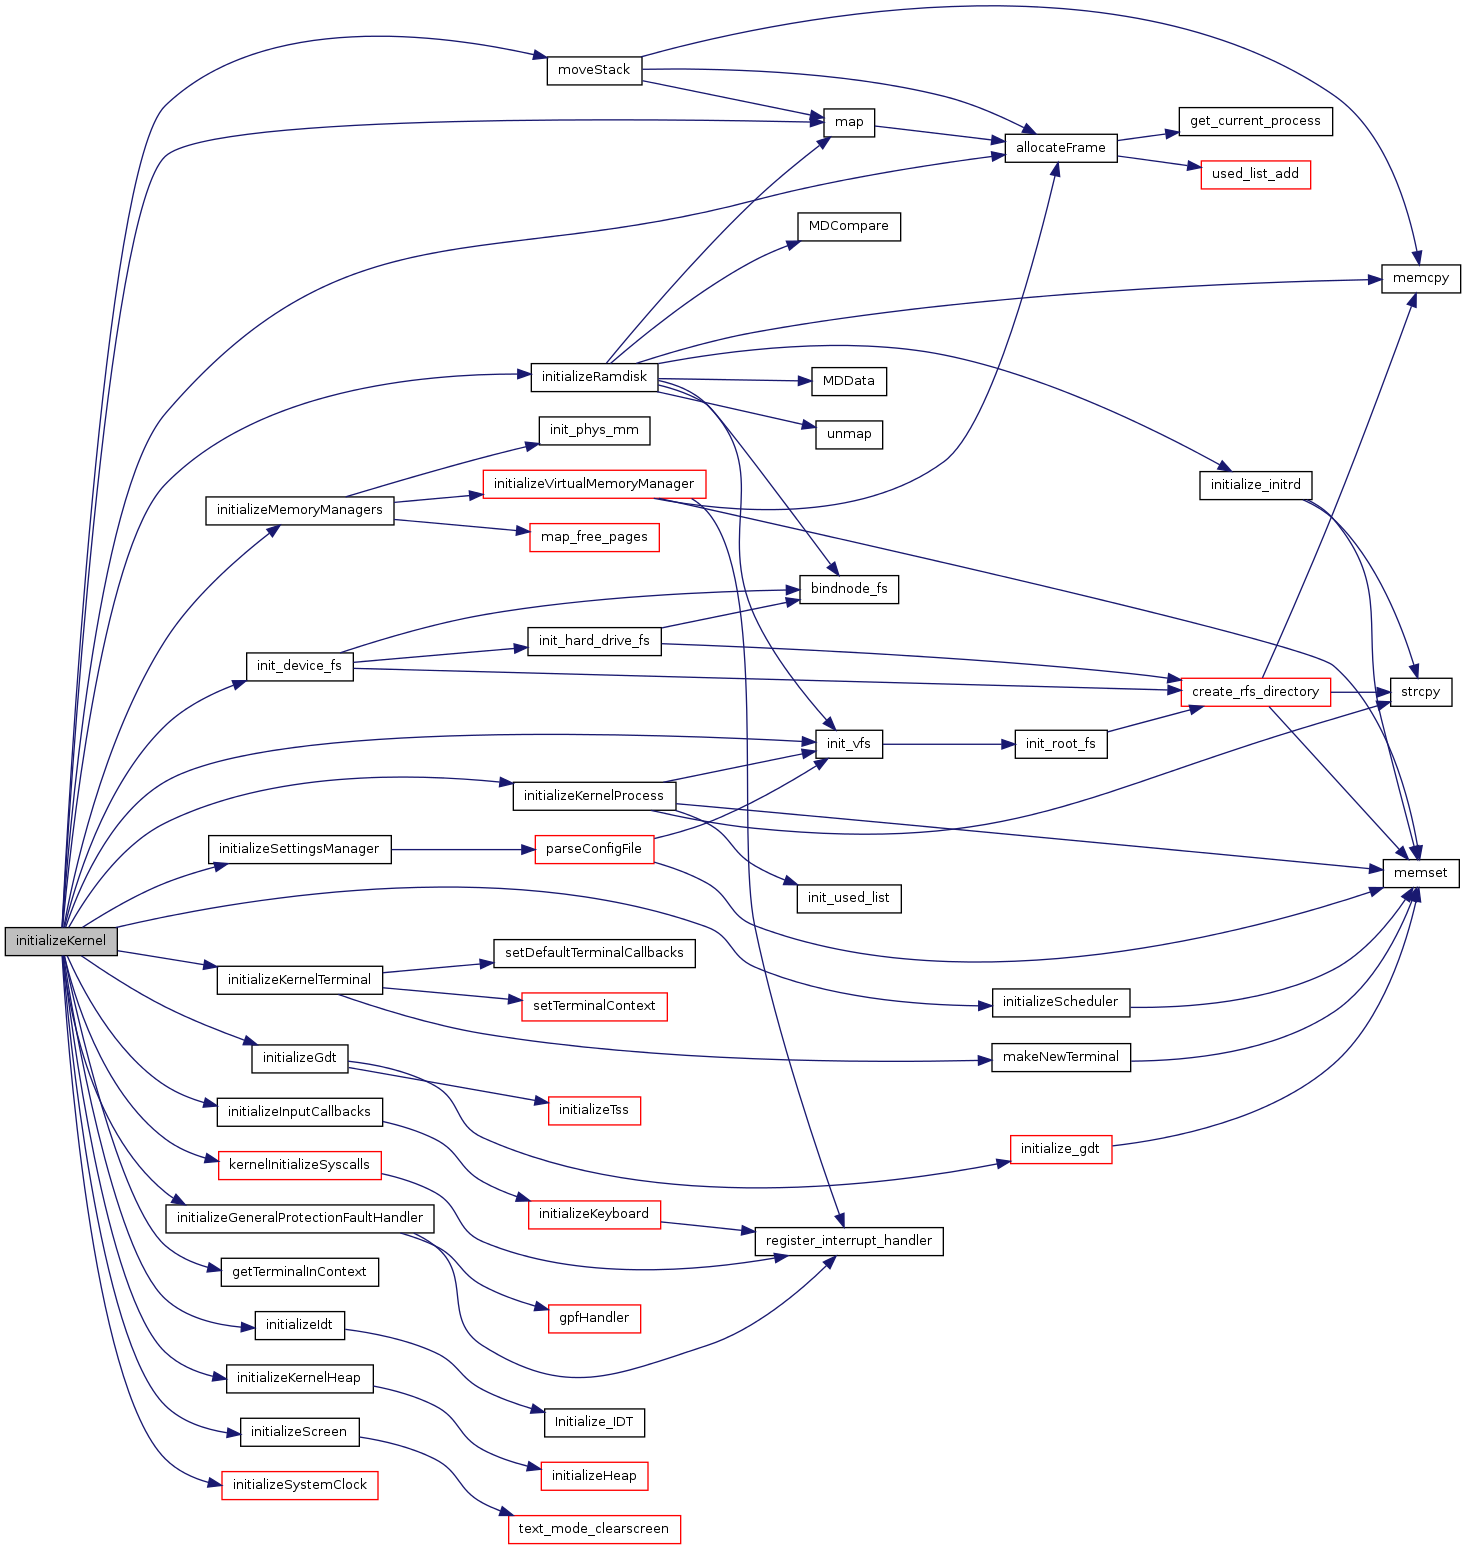 moveStack
map
get_current_process
allocateFrame
used_list_add
MDCompare
memcpy
initializeRamdisk
MDData
init_phys_mm
unmap
initializeVirtualMemoryManager
initialize_initrd
initializeMemoryManagers
map_free_pages
bindnode_fs
init_hard_drive_fs
init_device_fs
create_rfs_directory
strcpy
init_vfs
init_root_fs
initializeKernelProcess
initializeSettingsManager
parseConfigFile
memset
init_used_list
initializeKernel
setDefaultTerminalCallbacks
initializeKernelTerminal
setTerminalContext
initializeScheduler
initializeGdt
makeNewTerminal
initializeInputCallbacks
initializeTss
initialize_gdt
kernelInitializeSyscalls
initializeGeneralProtectionFaultHandler
initializeKeyboard
register_interrupt_handler
getTerminalInContext
gpfHandler
initializeIdt
initializeKernelHeap
Initialize_IDT
initializeScreen
initializeHeap
initializeSystemClock
text_mode_clearscreen